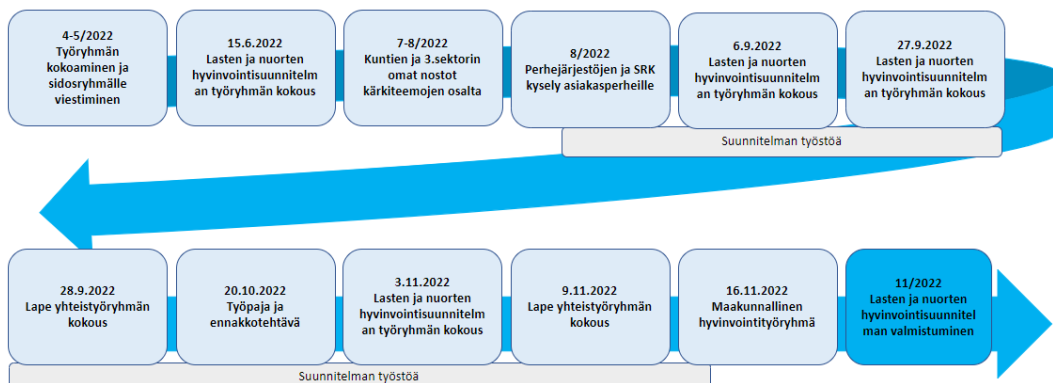 4-5/2022
Työryhmän
kokoaminen ja
sidosryhmälle
viestiminen
15.6.2022
Lasten ja nuorten
hyvinvointisuunnitelm
an työryhmän kokous
7-8/2022
Kuntien ja 3.sektorin
omat nostot
kärkiteemojen osalta
8/2022
Perhejärjestöjen ja SRK
kysely asiakasperheille
6.9.2022
Lasten ja nuorten
hyvinvointisuunnitelm
an työryhmän kokous
27.9.2022
Lasten ja nuorten
hyvinvointisuunnitelm
an työryhmän kokous
Suunnitelman työstöä
28.9.2022
Lape yhteistyöryhmän
kokous
20.10.2022
Työpaja ja
ennakkotehtävä
3.11.2022
Lasten ja nuorten
hyvinvointisuunnitelm
an työryhmän kokous
9.11.2022
Lape yhteistyöryhmän
kokous
16.11.2022
Maakunnallinen
hyvinvointityöryhmä
11/2022
Lasten ja nuorten
hyvinvointisuunnitel
man valmistuminen
Suunnitelman työstöä